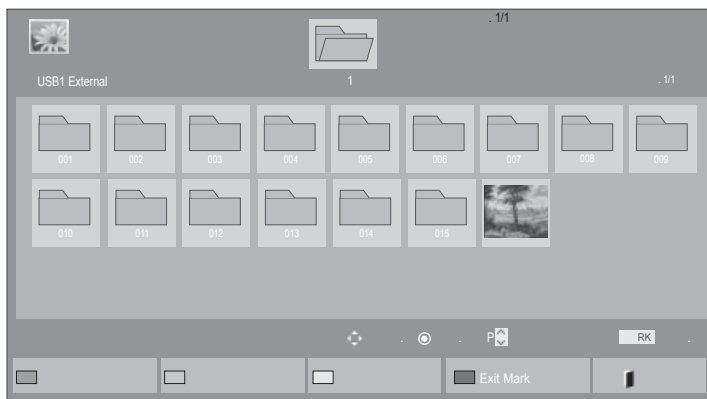 . 1/1
USB1 External 1 . 1/1
001 002 003 004 005 006 007 008 009
010 011 012 013 014 015
. . P RK .
Exit Mark